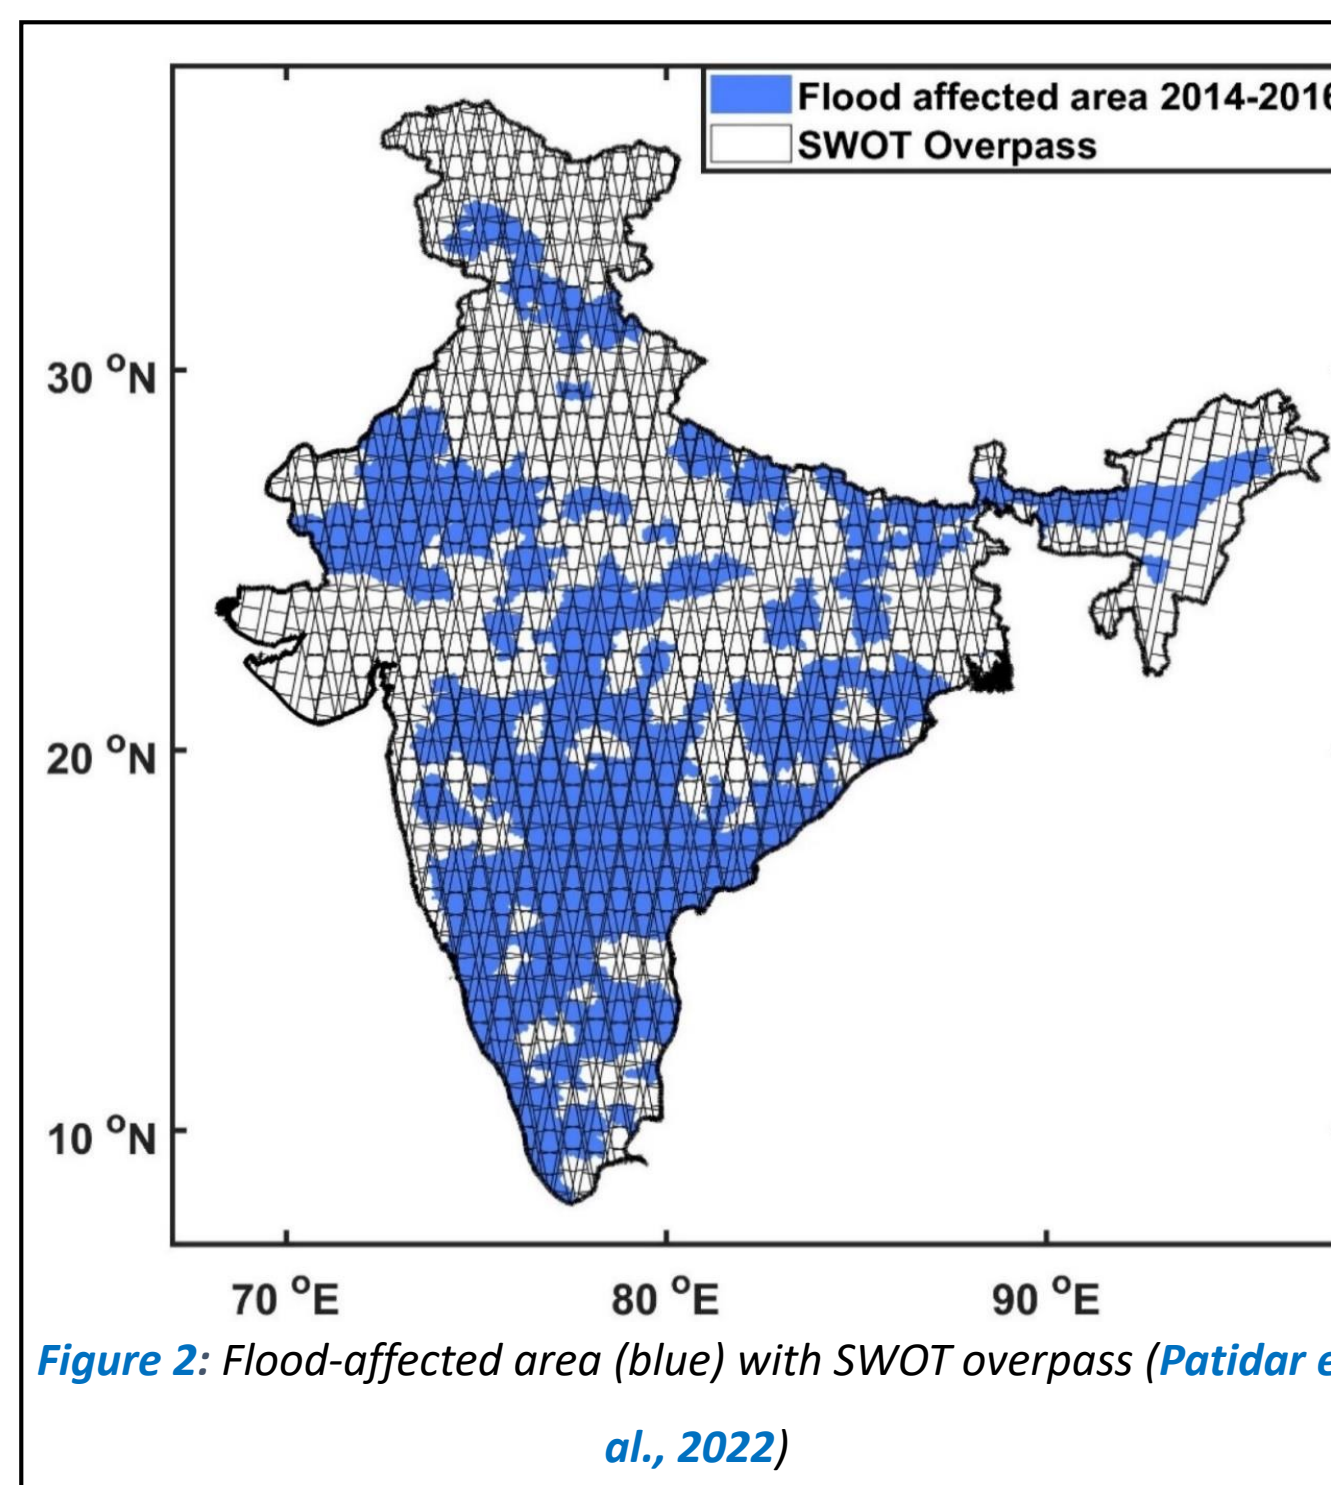 Flood affected area 2014-2016
SWOT Overpass
30 °N
20 °N
10 °N
70 °E
80 °E
90 °E
Figure 2: Flood-affected area (blue) with SWOT overpass (Patidar e
al., 2022)